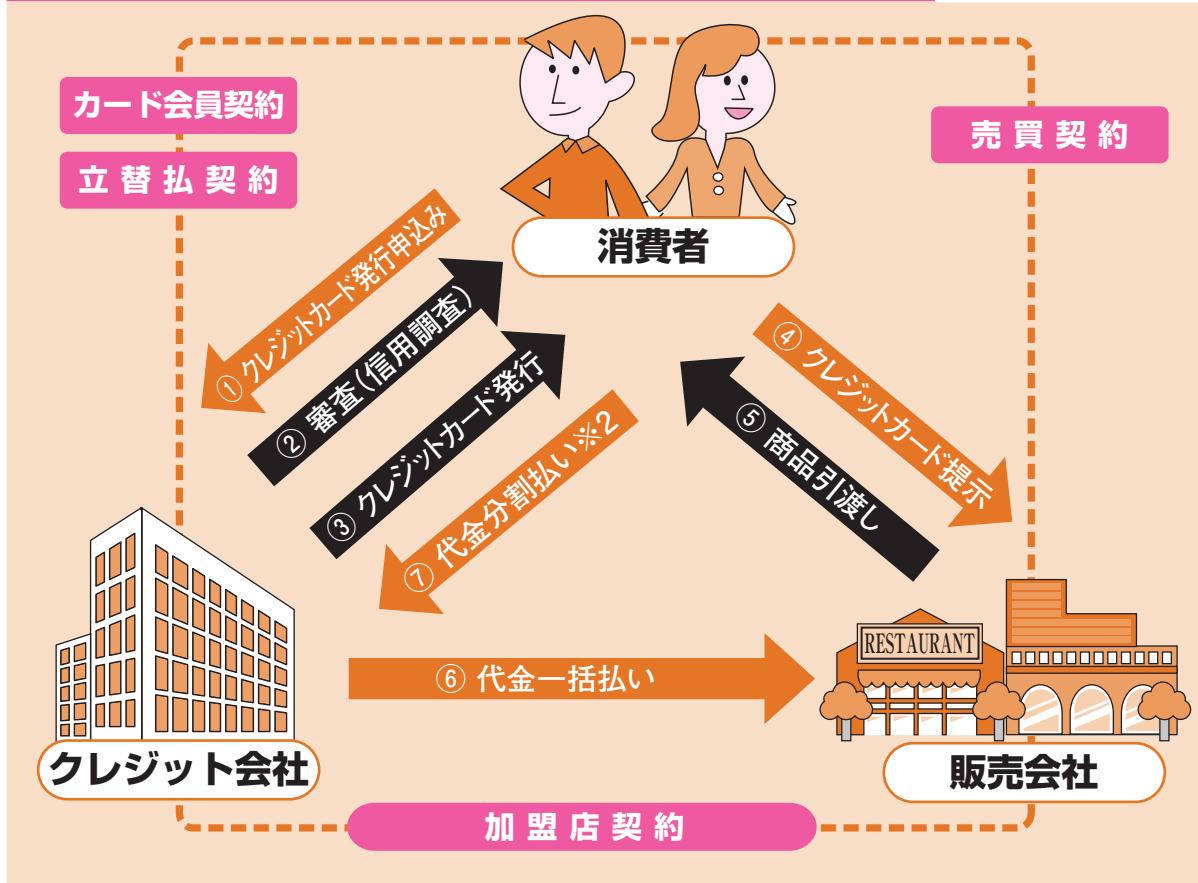 カード会員契約
立替払契約
売買契約
消費者
① クレジットカード発行申込み
② 審査(信用調査)
③ クレジットカード発行
④ クレジットカード提示
⑤ 商品引渡し
⑦ 代金分割払い※2
⑥ 代金一括払い
RESTAURANT
クレジット会社
販売会社
加盟店契約